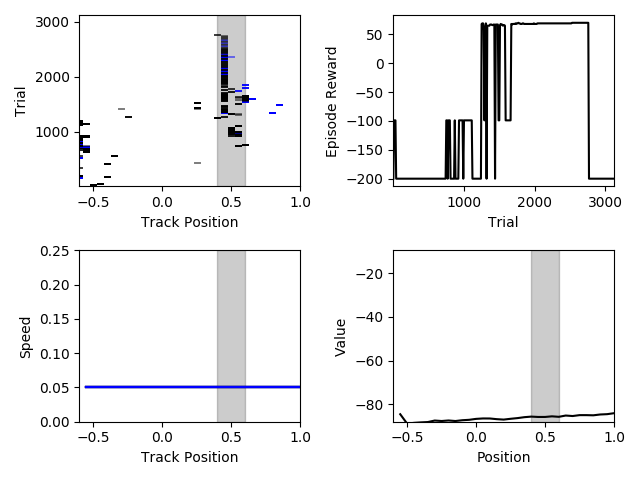 3000
2000
1000
Trial
−0.5 0.0 0.5 1.0
Track Position
50
0
−50
−100
−150
−200
Episode Reward
1000 2000 3000
Trial
0.25
0.20
0.15
0.10
0.05
0.00
Speed
−0.5 0.0 0.5 1.0
Track Position
−20
−40
−60
−80
Value
−0.5 0.0 0.5 1.0
Position